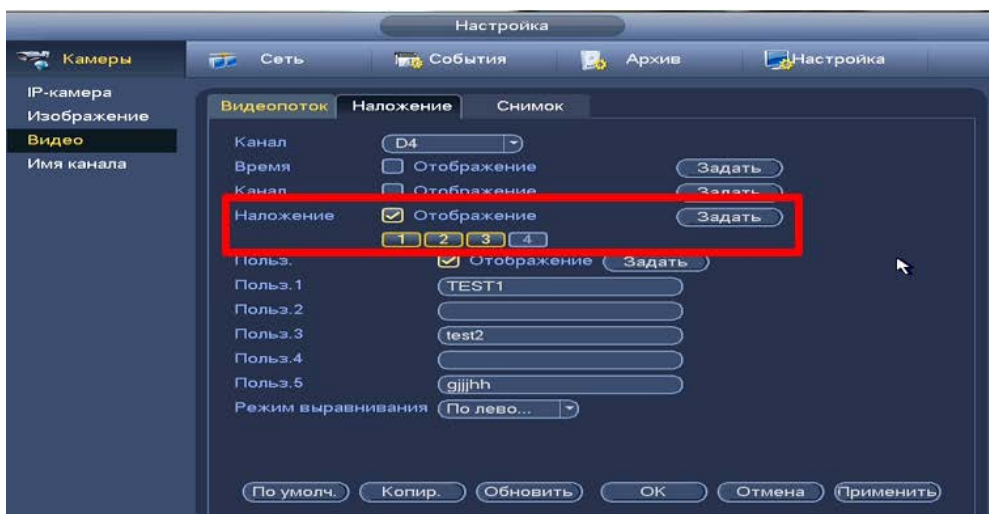 Настройка
Камеры Сеть События Архив Настройка
IP-камера
Изображение
Видео
Имя канала
Видеопоток Наложение Снимок
Канал D4
Время Отображение Задать
Канал Отображение Задать
Наложение Отображение Задать
1 2 3 4
Польз. Отображение Задать
Польз.1 TEST1
Польз.2
Польз.3 test2
Польз.4
Польз.5 gjjjhh
Режим выравнивания По лево...
По умолч. Копир. Обновить ОК Отмена Применить